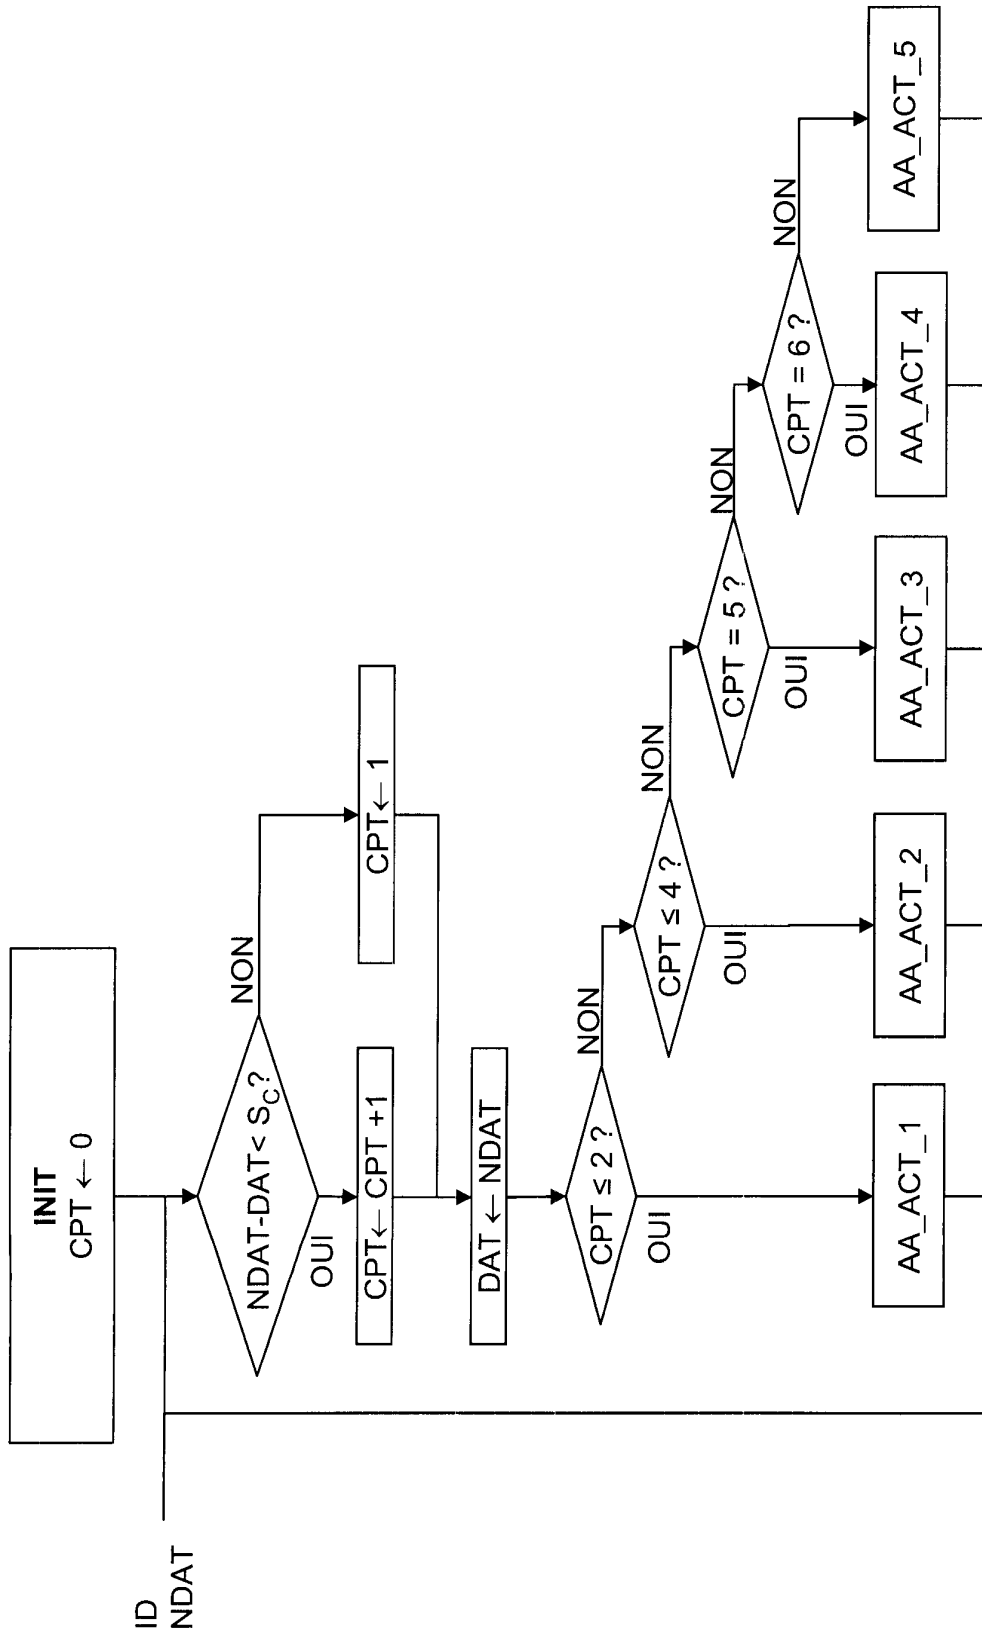 INIT
CPT ← 0
ID
NDAT
NDAT-DAT< SC?
NON
OUI
CPT← CPT +1
CPT← 1
DAT ← NDAT
CPT ≤ 2 ?
NON
OUI
CPT ≤ 4 ?
NON
OUI
CPT = 5 ?
NON
OUI
CPT = 6 ?
NON
OUI
AA_ACT_1
AA_ACT_2
AA_ACT_3
AA_ACT_4
AA_ACT_5